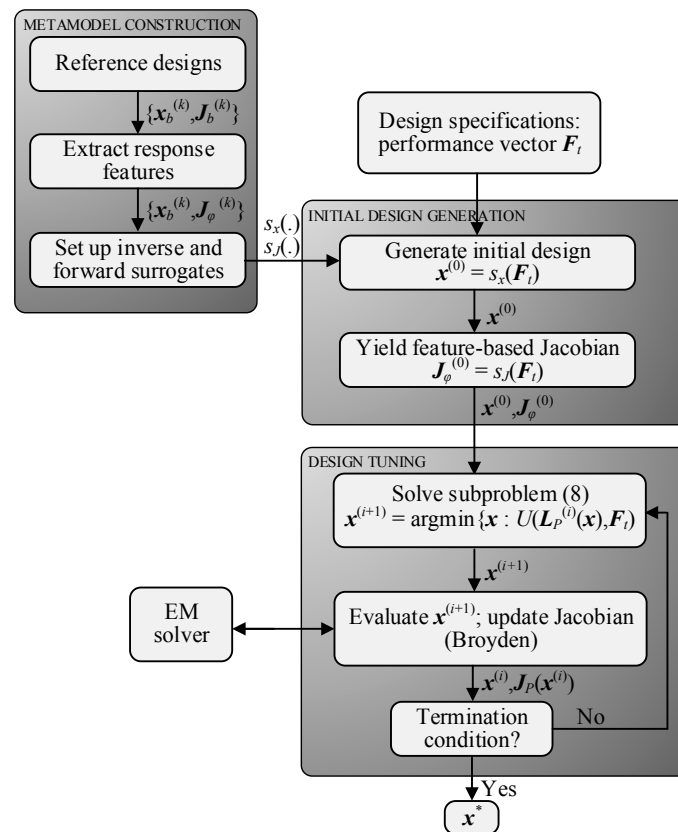 METAMODEL CONSTRUCTION
Reference designs
{x_b^(k), J_b^(k)}
Extract response
features
{x_b^(k), J_φ^(k)}
Set up inverse and
forward surrogates
s_x(.)
s_J(.)
Design specifications:
performance vector F_t
INITIAL DESIGN GENERATION
Generate initial design
x^(0) = s_x(F_t)
x^(0)
Yield feature-based Jacobian
J_φ^(0) = s_J(F_t)
x^(0), J_φ^(0)
DESIGN TUNING
Solve subproblem (8)
x^(i+1) = argmin{x : U(L_P^(i)(x),F_t)
x^(i+1)
EM
solver
Evaluate x^(i+1); update Jacobian
(Broyden)
x^(i), J_P(x^(i))
Termination
condition?
No
Yes
x^*